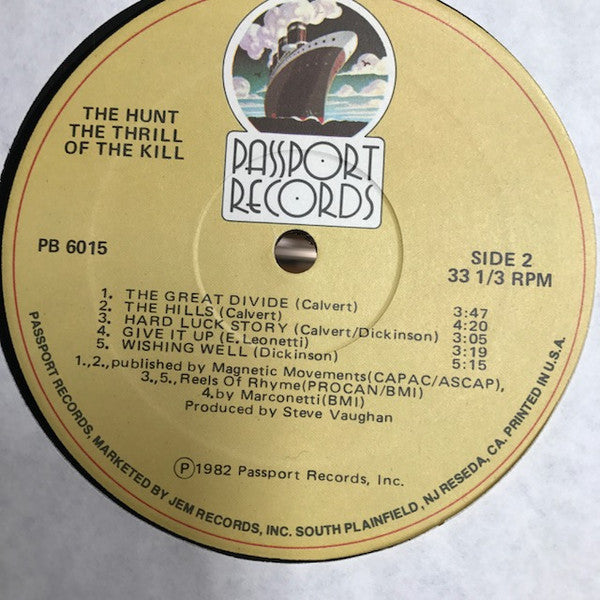 PASSPORT
RECORDS
THE HUNT
THE THRILL
OF THE KILL
PB 6015
SIDE 2
33 1/3 RPM
1. THE GREAT DIVIDE (Calvert) 3:47
2. THE HILLS (Calvert) 4:20
3. HARD LUCK STORY (Calvert/Dickinson) 3:05
4. GIVE IT UP (E. Leonetti) 3:19
5. WISHING WELL (Dickinson) 5:15
1.,2.,published by Magnetic Movements(CAPAC/ASCAP),
3.,5., Reels Of Rhyme(PROCAN/BMI)
4.by Marconetti(BMI)
Produced by Steve Vaughan
Ⓟ1982 Passport Records, Inc.
PASSPORT RECORDS, MARKETED BY JEM RECORDS, INC. SOUTH PLAINFIELD, NJ RESEDA, CA. PRINTED IN U.S.A.